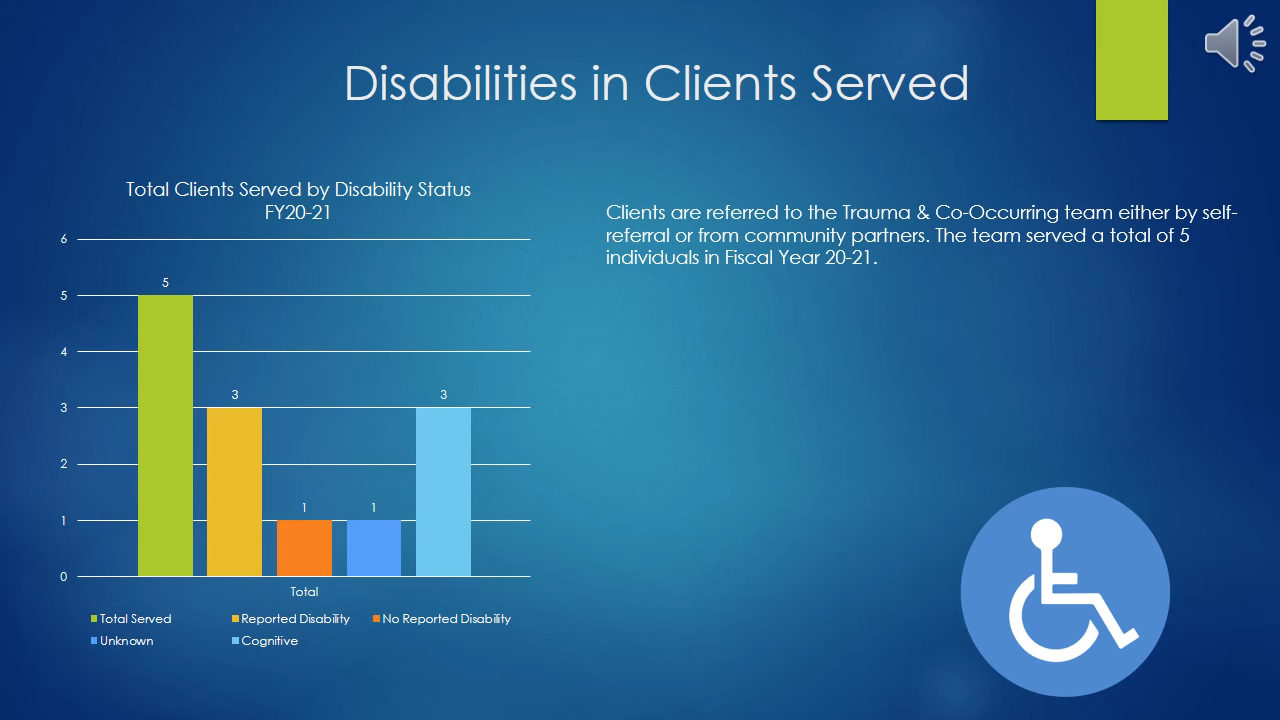 Disabilities in Clients Served
Total Clients Served by Disability Status
FY20-21
6
5
4
3
2
1
0
5
3
1
1
3
Total
Total Served
Reported Disability
No Reported Disability
Unknown
Cognitive
Clients are referred to the Trauma & Co-Occurring team either by self-
referral or from community partners. The team served a total of 5
individuals in Fiscal Year 20-21.